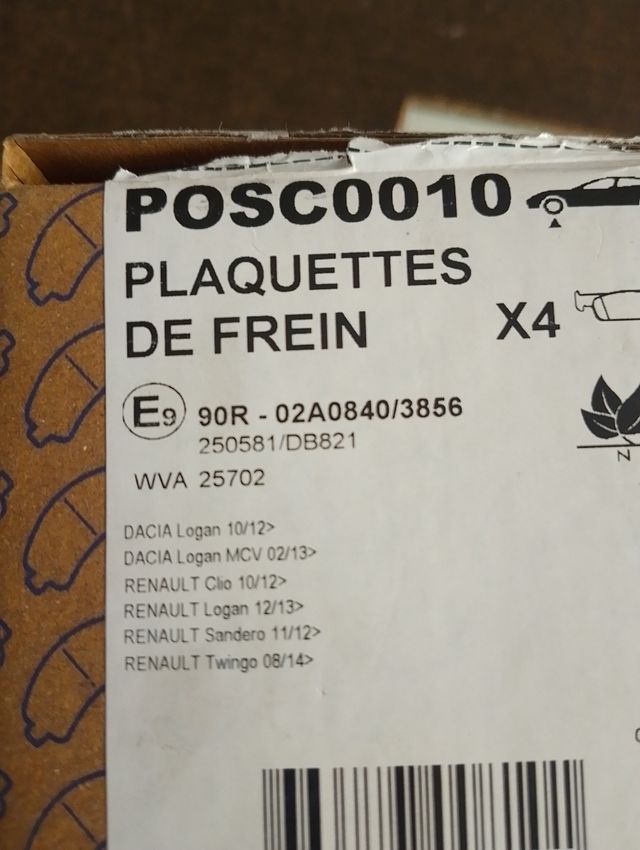 POSC0010
PLAQUETTES
DE FREIN
X4
E9 90R - 02A0840/3856
250581/DB821
WVA 25702
DACIA Logan 10/12>
DACIA Logan MCV 02/13>
RENAULT Clio 10/12>
RENAULT Logan 12/13>
RENAULT Sandero 11/12>
RENAULT Twingo 08/14>